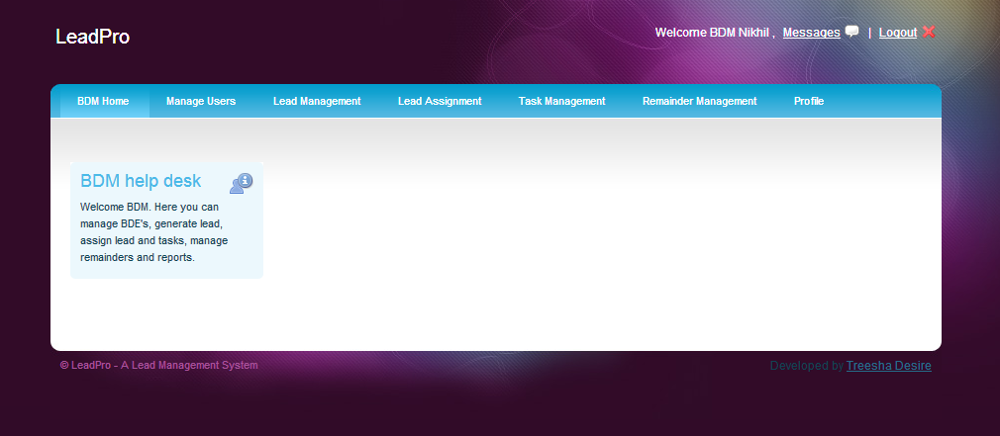 LeadPro
Welcome BDM Nikhil , Messages | Logout
BDM Home Manage Users Lead Management Lead Assignment Task Management Remainder Management Profile
BDM help desk
Welcome BDM. Here you can
manage BDE's, generate lead,
assign lead and tasks, manage
remainders and reports.
© LeadPro - A Lead Management System
Developed by Treesha Desire